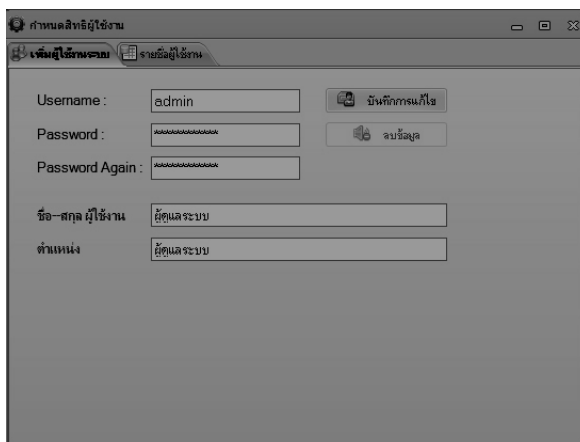 กำหนดสิทธิผู้ใช้งาน
เพิ่มผู้ใช้งานระบบ รายชื่อผู้ใช้งาน
Username : admin บันทึกการแก้ไข
Password : ************* ลบข้อมูล
Password Again : *************
ชื่อ-สกุล ผู้ใช้งาน ผู้ดูแลระบบ
ตำแหน่ง ผู้ดูแลระบบ